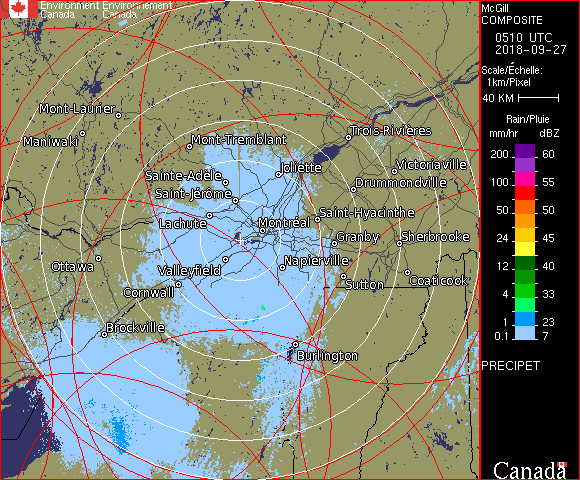 Environment Environnement
Canada Canada
McGill
COMPOSITE
0510 UTC
2018-09-27
Scale/Échelle:
1km/Pixel
40 KM
Rain/Pluie
mm/hr dBZ
200 60
100 55
50 50
24 45
12 40
4 33
1 23
0.1 7
PRECIPET
Canada
Mont-Laurier
Maniwaki
Mont-Tremblant
Trois-Rivières
Sainte-Adèle
Joliette
Victoriaville
Saint-Jérôme
Drummondville
Lachute
Montréal
Saint-Hyacinthe
Granby
Sherbrooke
Ottawa
Valleyfield
Napierville
Cornwall
Sutton
Coaticook
Brockville
Burlington